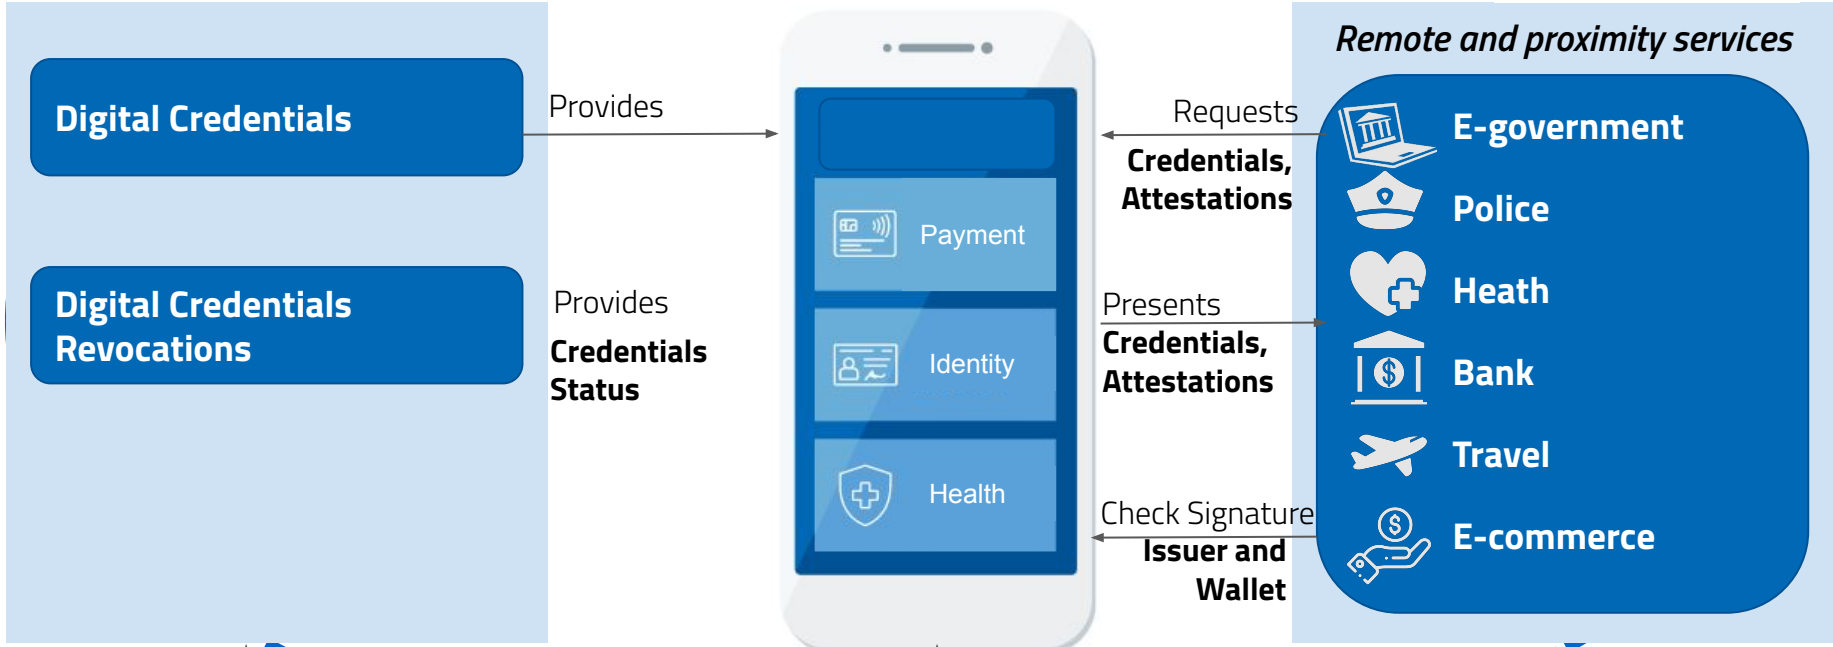 Digital Credentials
Provides
Digital Credentials
Revocations
Provides
Credentials
Status
Payment
Identity
Health
Requests
Credentials,
Attestations
Presents
Credentials,
Attestations
Check Signature
Issuer and
Wallet
Remote and proximity services
E-government
Police
Heath
Bank
Travel
E-commerce